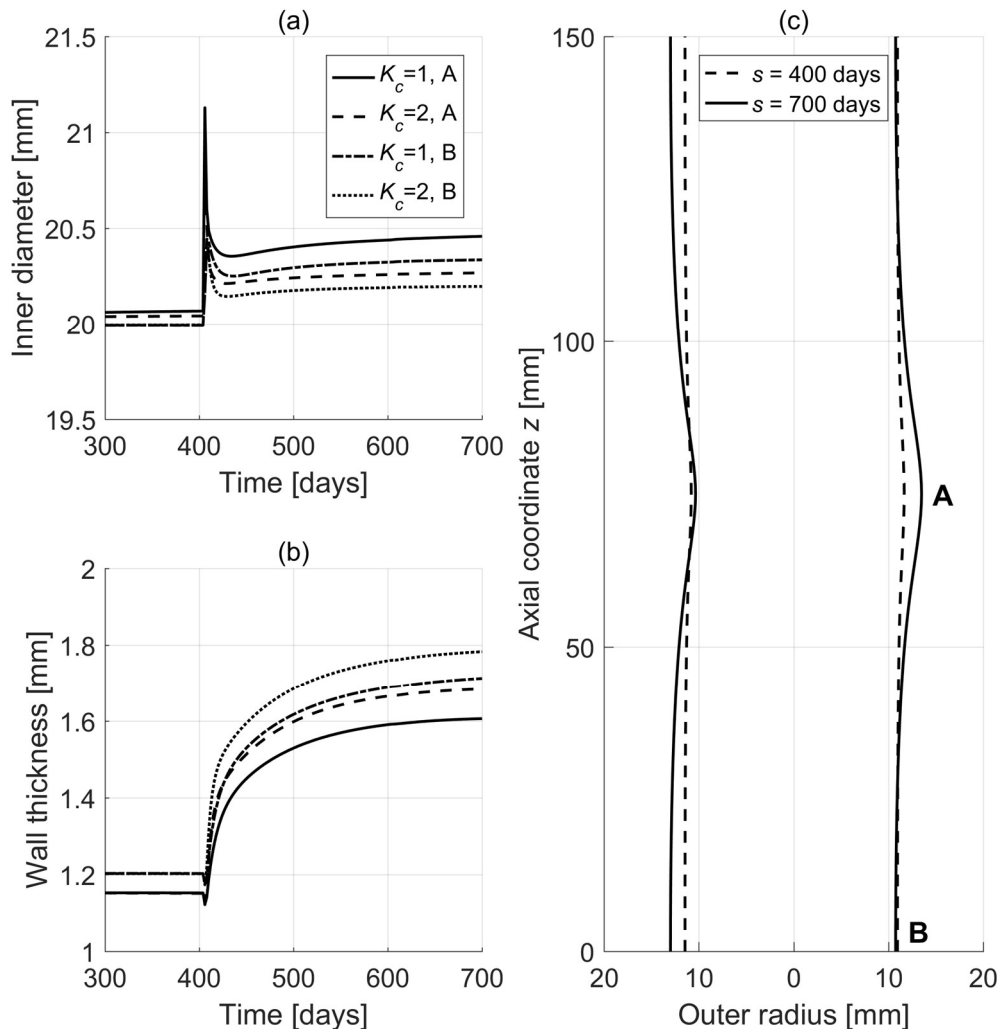 (a)
21.5
21
20.5
20
19.5
Inner diameter [mm]
300 400 500 600 700
Time [days]
K_c=1, A
K_c=2, A
K_c=1, B
K_c=2, B
(b)
2
1.8
1.6
1.4
1.2
1
Wall thickness [mm]
300 400 500 600 700
Time [days]
(c)
150
100
50
0
Axial coordinate z [mm]
s = 400 days
s = 700 days
A
B
20 10 0 10 20
Outer radius [mm]